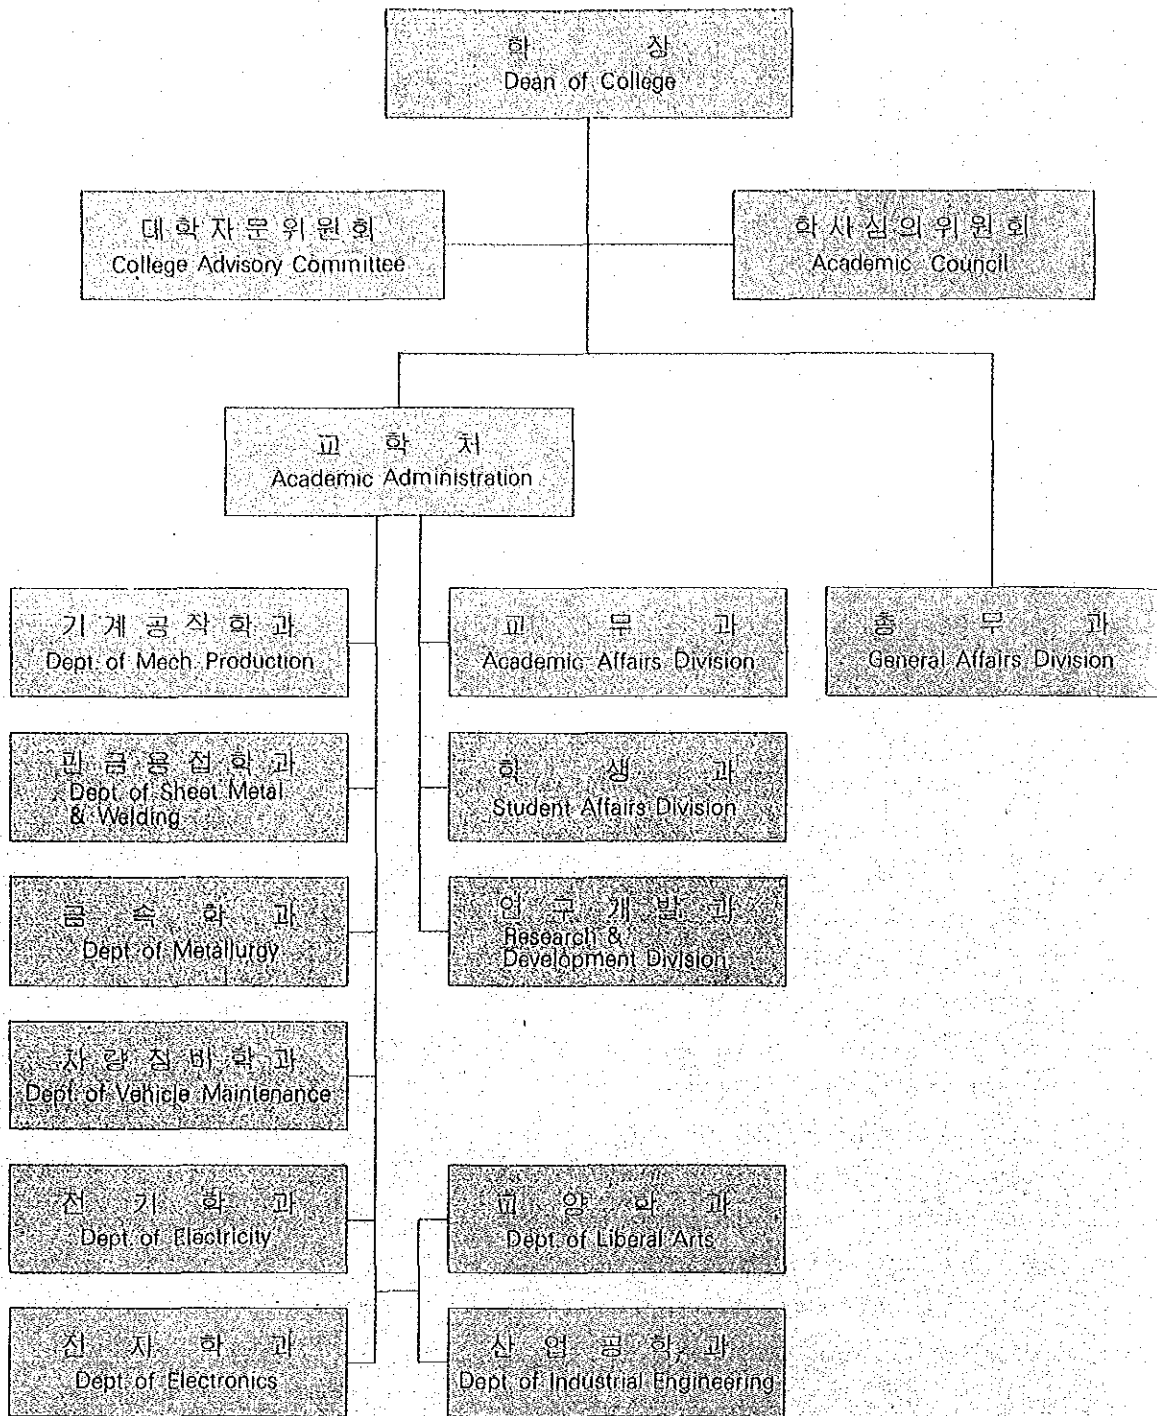 학 장
Dean of College
대학자문위원회
College Advisory Committee
학사심의위원회
Academic Council
교 학 처
Academic Administration
기계공작학과
Dept. of Mech Production
교 무 과
Academic Affairs Division
총 무 과
General Affairs Division
판금용접학과
Dept. of Sheet Metal
& Welding
학 생 과
Student Affairs Division
금 속 학 과
Dept. of Metallurgy
연 구 개 발 과
Research &
Development Division
차 량 정 비 학 과
Dept. of Vehicle Maintenance
전 기 학 과
Dept. of Electricity
교 양 학 과
Dept. of Liberal Arts
전 자 학 과
Dept. of Electronics
산 업 공 학 과
Dept. of Industrial Engineering